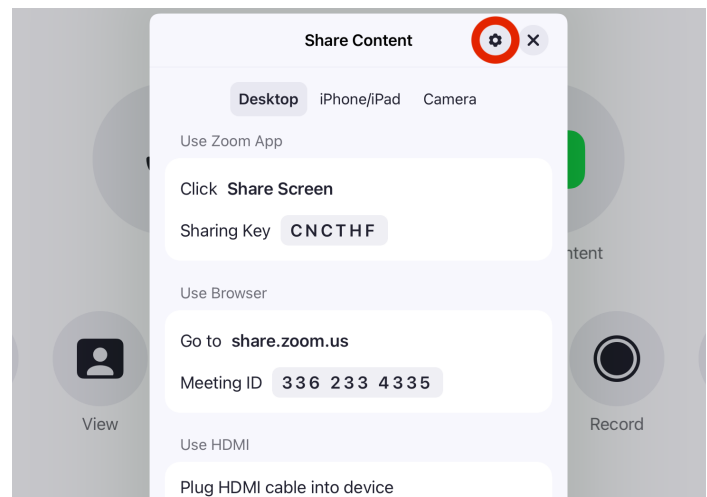 Share Content
Desktop iPhone/iPad Camera
Use Zoom App
Click Share Screen
Sharing Key CNCTHF
ntent
Use Browser
Go to share.zoom.us
Meeting ID 336 233 4335
View
Record
Use HDMI
Plug HDMI cable into device